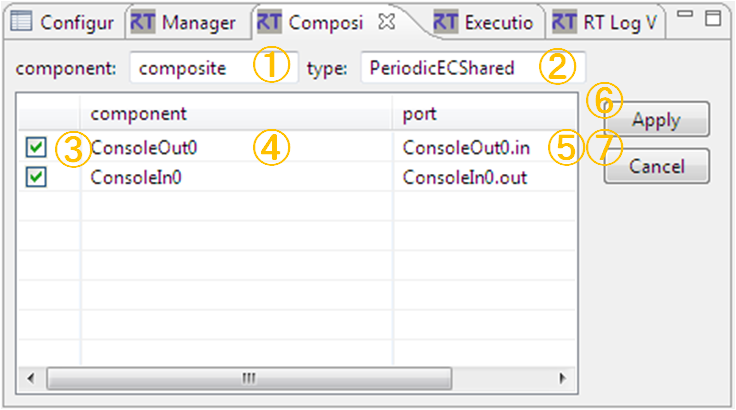 Configur RT Manager RT Composi RT Executio RT RT Log V
component: composite ① type: PeriodicECShared ②
component port ⑥ Apply
③ ConsoleOut0 ④ ConsoleOut0.in ⑤ ⑦ Cancel
ConsoleIn0 ConsoleIn0.out